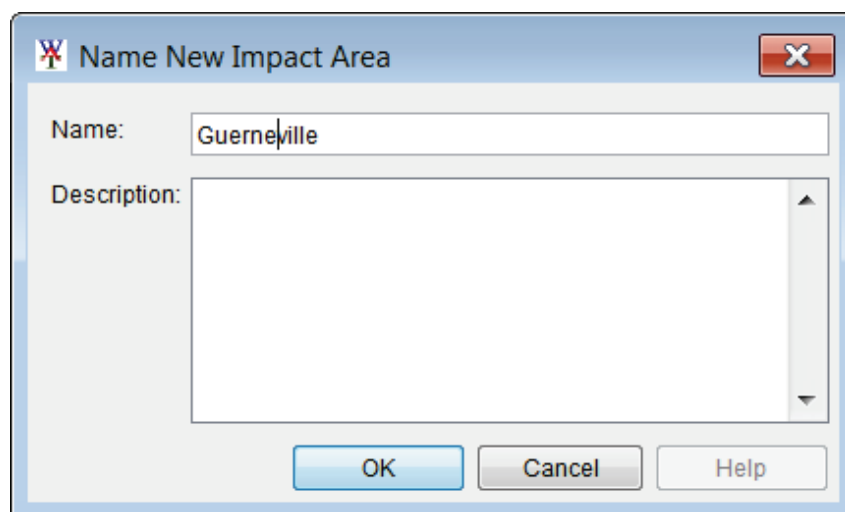 Name New Impact Area
Name:
Guerneville
Description:
OK
Cancel
Help